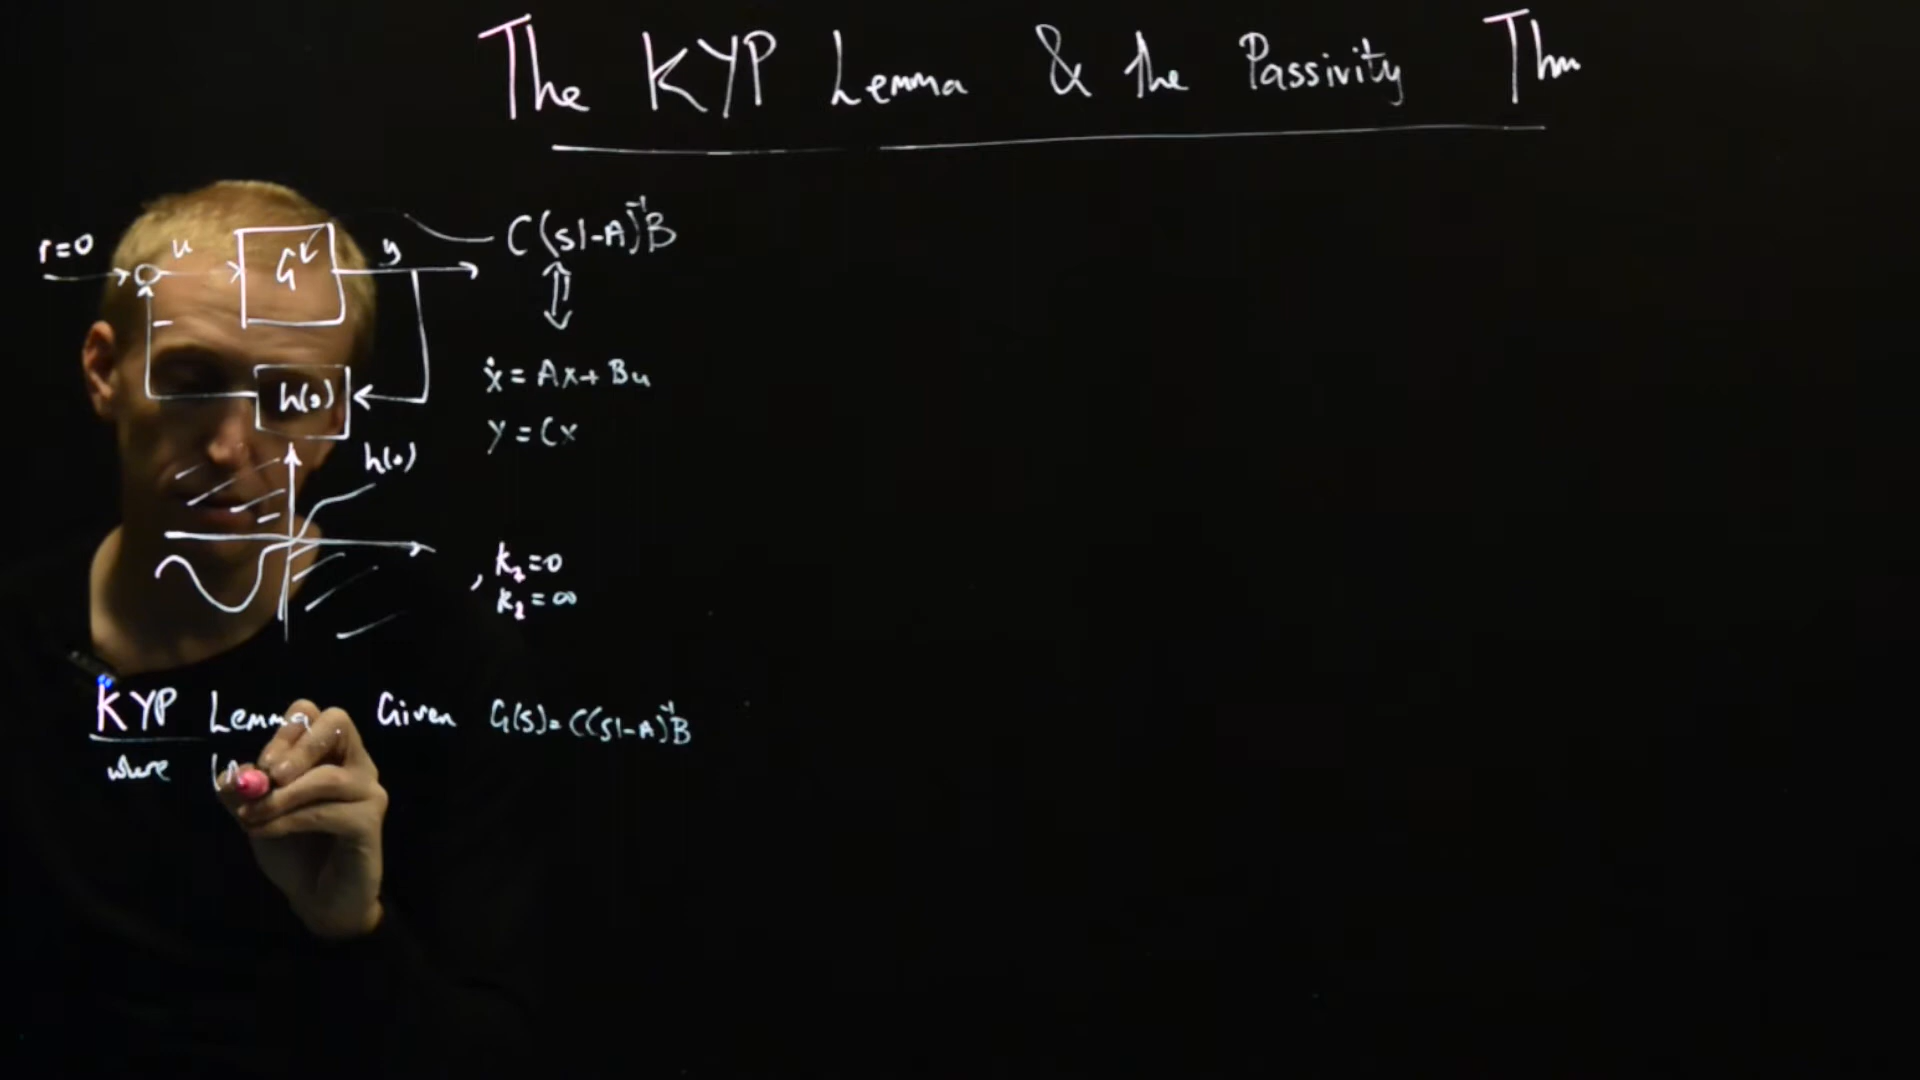 The KYP Lemma & the Passivity Thm
r=0 u G y C(sI-A)⁻¹B
-
h(.)
ẋ = Ax + Bu
y = Cx
h(.)
, k₁=0
k₂=∞
KYP Lemma Given G(s)=C(sI-A)⁻¹B
where